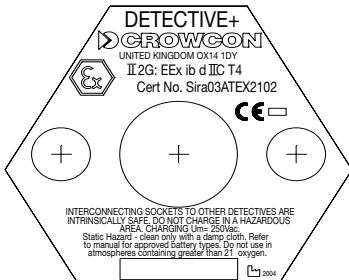 DETECTIVE+
CROWCON
UNITED KINGDOM OX14 1DY
Ex
II 2G: EEx ib d IIC T4
Cert No. Sira03ATEX2102
CE
INTERCONNECTING SOCKETS TO OTHER DETECTIVES ARE
INTRINSICALLY SAFE. DO NOT CHARGE IN A HAZARDOUS
AREA. CHARGING Um= 250Vac.
Static Hazard - clean only with a damp cloth. Refer
to manual for approved battery types. Do not use in
atmospheres containing greater than 21 oxygen.
2004